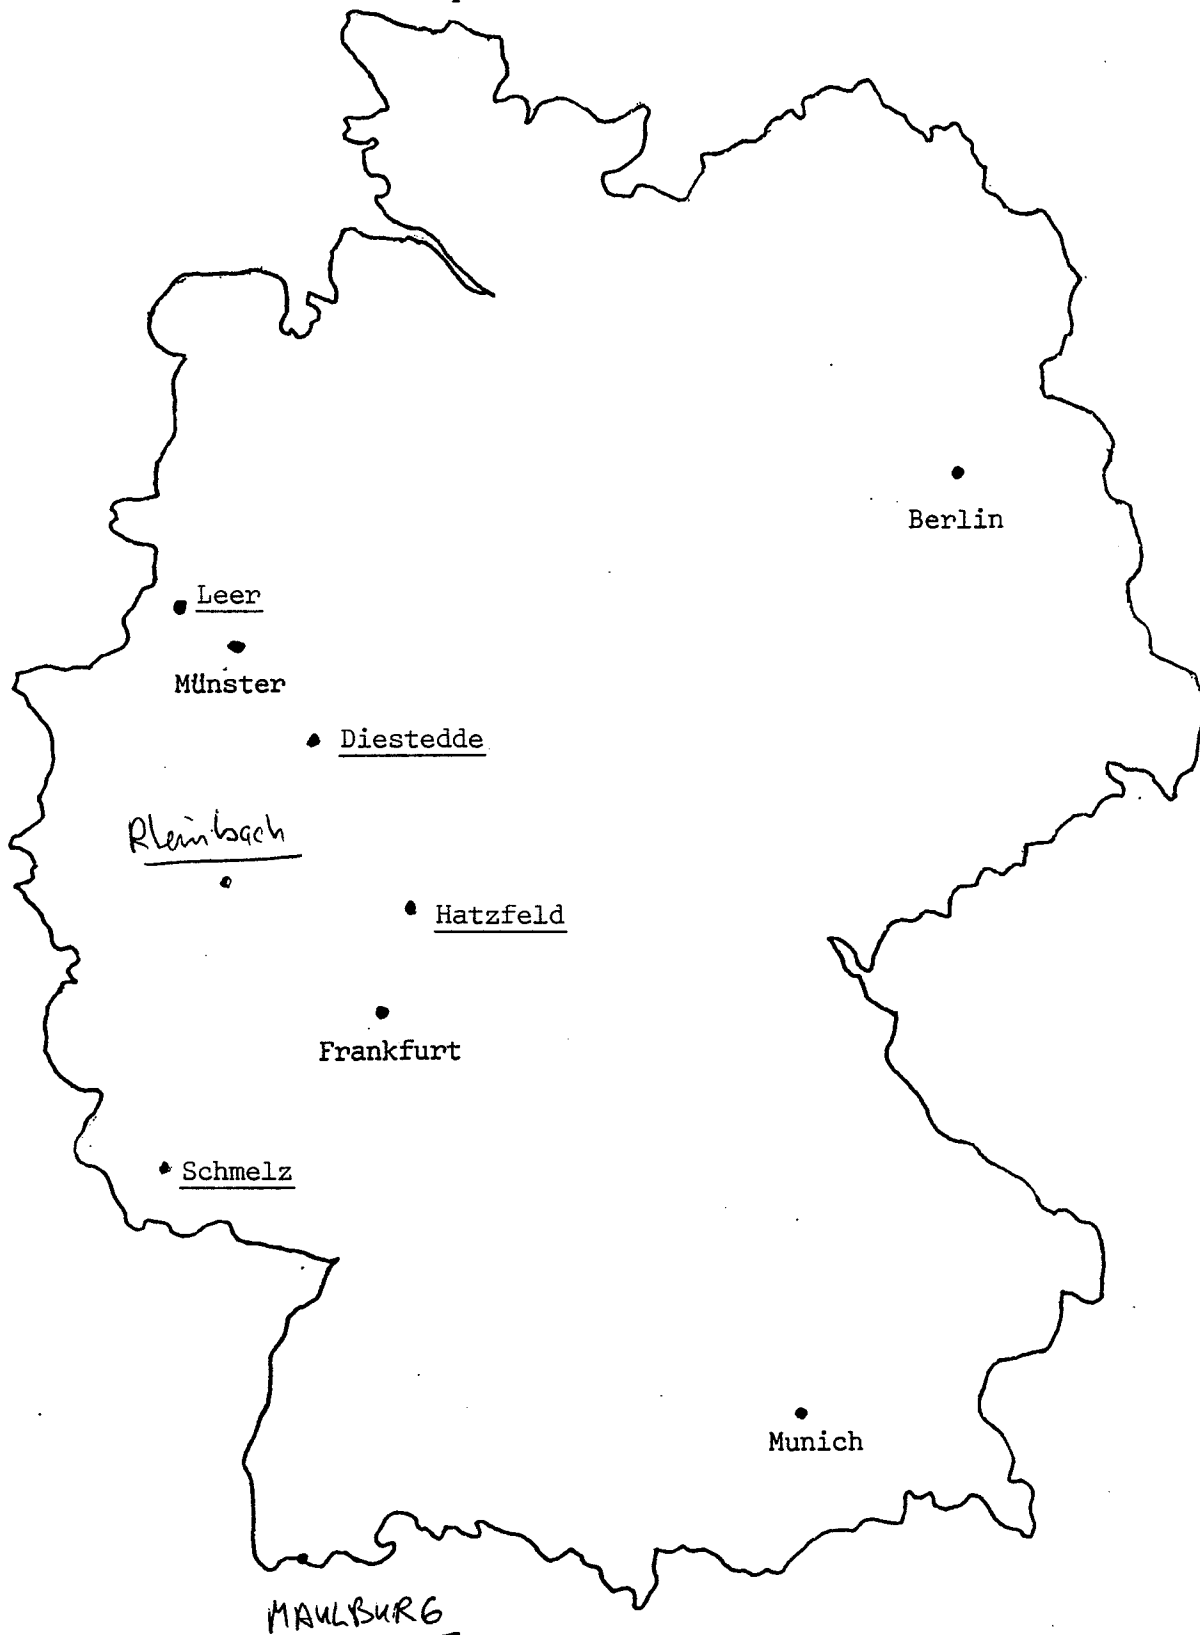 Berlin
Leer
Münster
Diestedde
Rheinbach
Hatzfeld
Frankfurt
Schmelz
Munich
MAULBURG